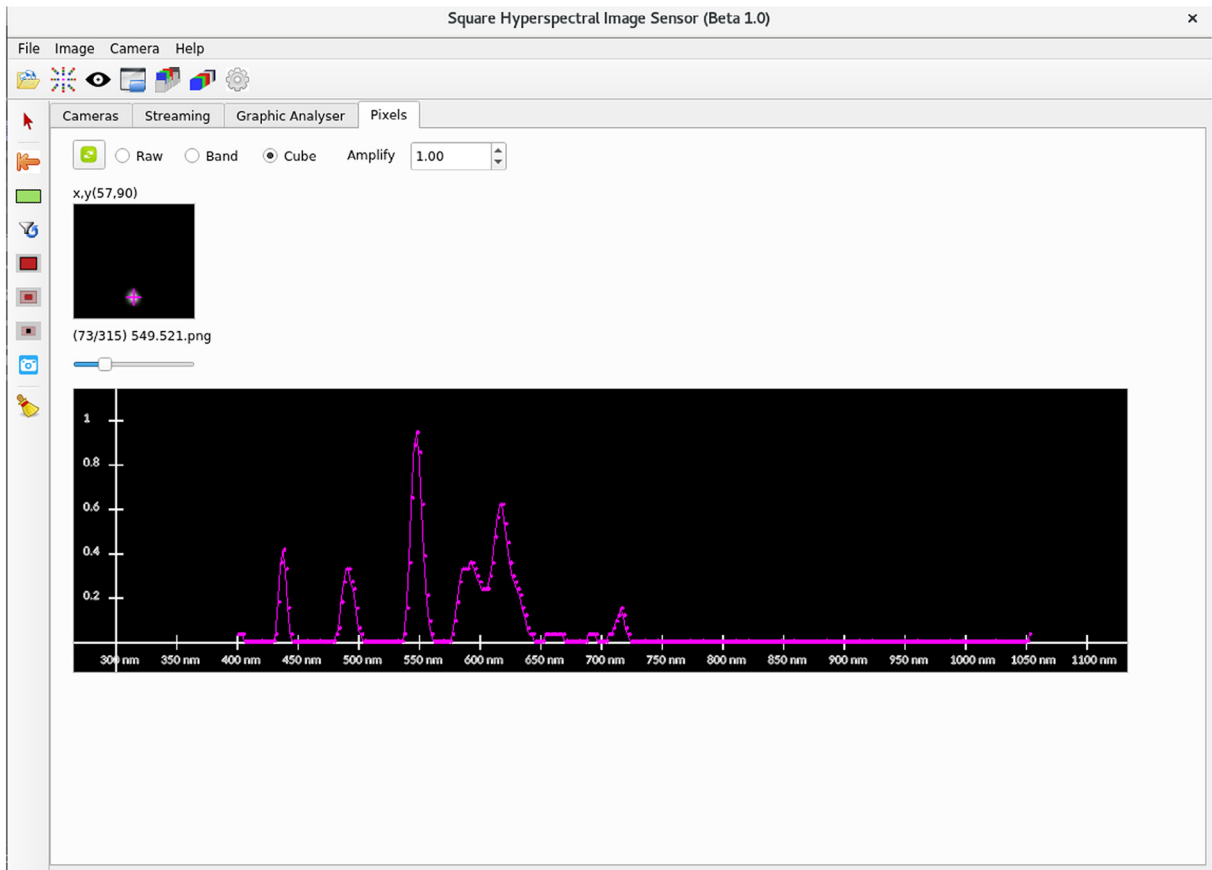 Square Hyperspectral Image Sensor (Beta 1.0)
File Image Camera Help
Cameras Streaming Graphic Analyser Pixels
Raw Band Cube Amplify 1.00
x,y(57,90)
(73/315) 549.521.png
1
0.8
0.6
0.4
0.2
300 nm 350 nm 400 nm 450 nm 500 nm 550 nm 600 nm 650 nm 700 nm 750 nm 800 nm 850 nm 900 nm 950 nm 1000 nm 1050 nm 1100 nm